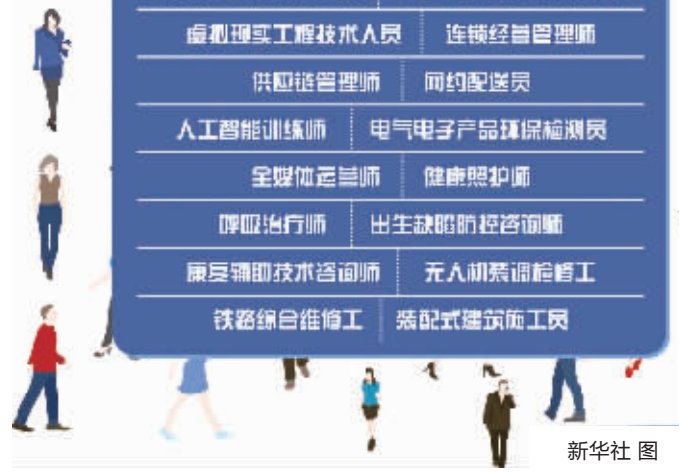 虚拟现实工程技术人员 连锁经营管理师
供应链管理师 网约配送员
人工智能训练师 电气电子产品环保检测员
全媒体运营师 健康照护师
呼吸治疗师 出生缺陷防控咨询师
康复辅助技术咨询师 无人机装调检修工
铁路综合维修工 装配式建筑施工员
新华社 图